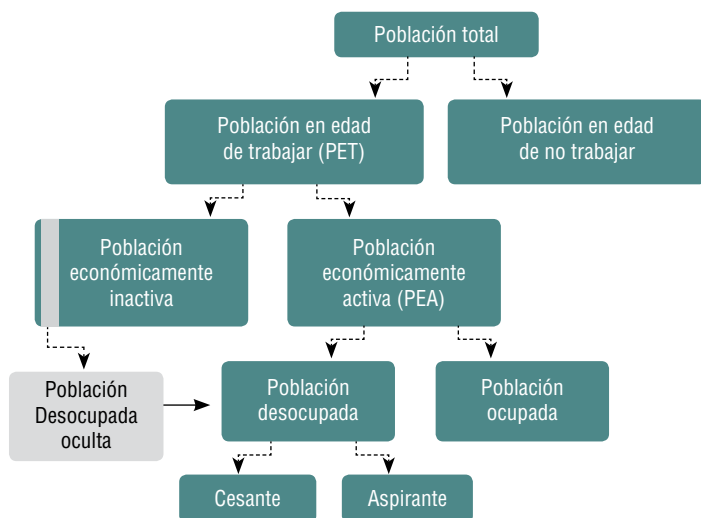 Población total
Población en edad
de trabajar (PET)
Población en edad
de no trabajar
Población
económicamente
inactiva
Población
económicamente
activa (PEA)
Población
Desocupada
oculta
Población
desocupada
Población
ocupada
Cesante
Aspirante